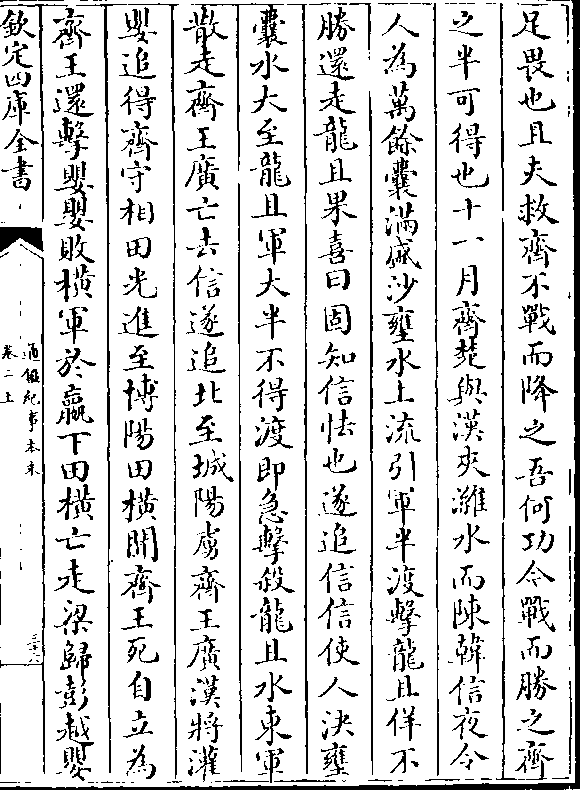 足畏也且夫救齊不戰而降之吾何功今戰而勝之齊
之半可得也十一月齊楚與漢夾濰水而陳韓信夜令
人為萬餘囊滿盛沙壅水上流引軍半渡擊龍且佯不
勝還走龍且果喜曰固知信怯也遂追信信使人決壅
囊水大至龍且軍大半不得渡即急擊殺龍且水東軍
散走齊王廣亡去信遂追北至城陽虜齊王廣漢將灌
嬰追得齊守相田光進至博陽田橫聞齊王死自立為
齊王還擊嬰嬰敗橫軍於嬴下田橫亡走梁歸彭越嬰
欽定四庫全書
通鑑紀事本末
卷二上